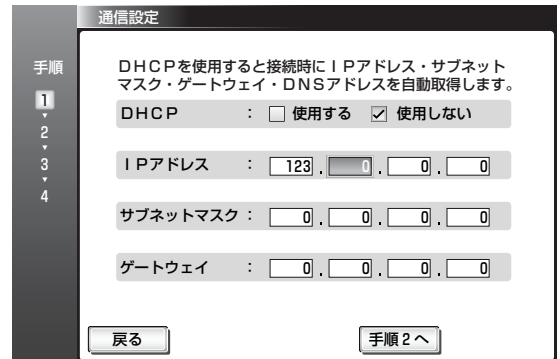 通信設定
手順
1
2
3
4
DHCPを使用すると接続時にIPアドレス・サブネット
マスク・ゲートウェイ・DNSアドレスを自動取得します。
DHCP : 使用する 使用しない
IPアドレス : 123 . 0 . 0 . 0
サブネットマスク : 0 . 0 . 0 . 0
ゲートウェイ : 0 . 0 . 0 . 0
戻る 手順2へ